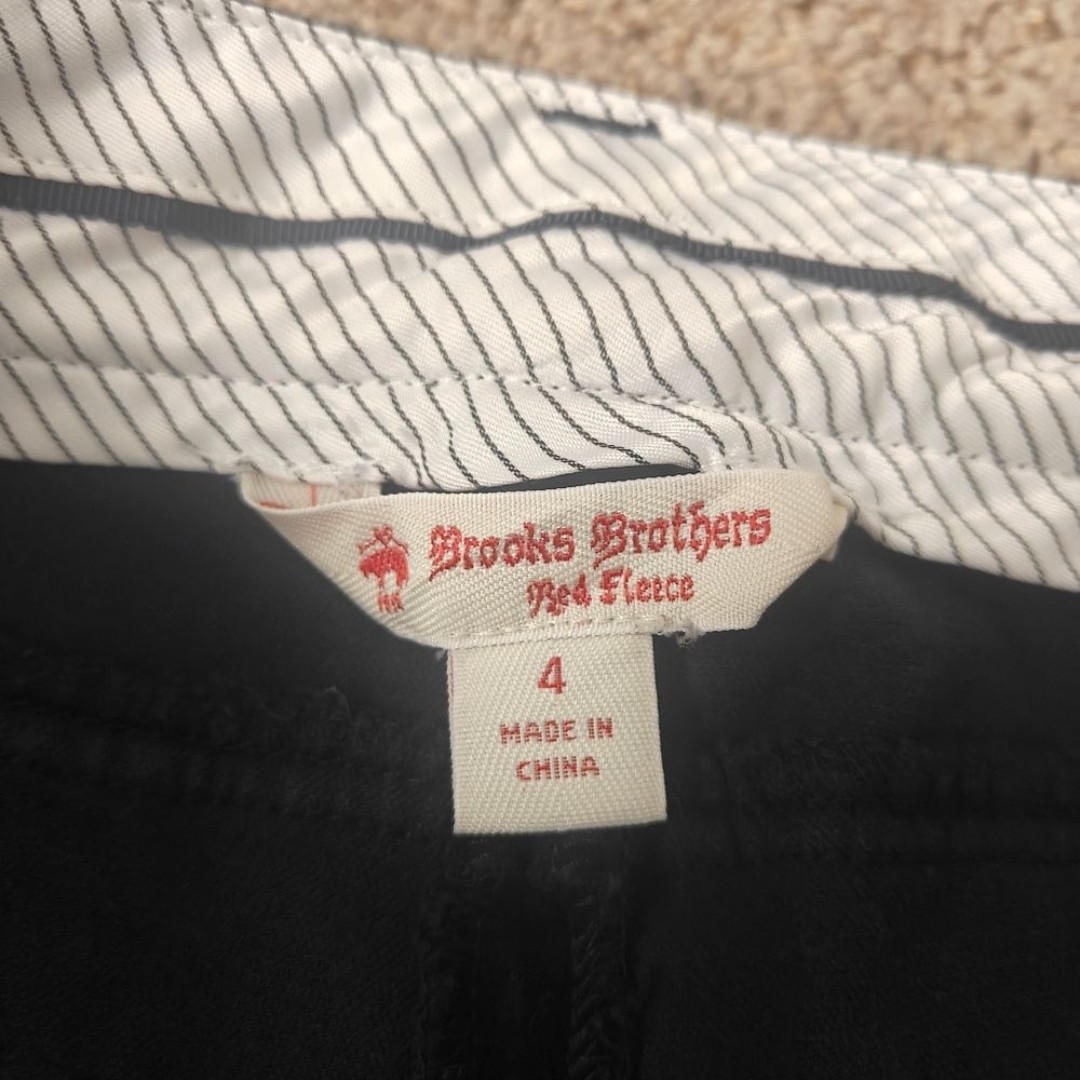 Brooks Brothers
Red Fleece
4
MADE IN
CHINA